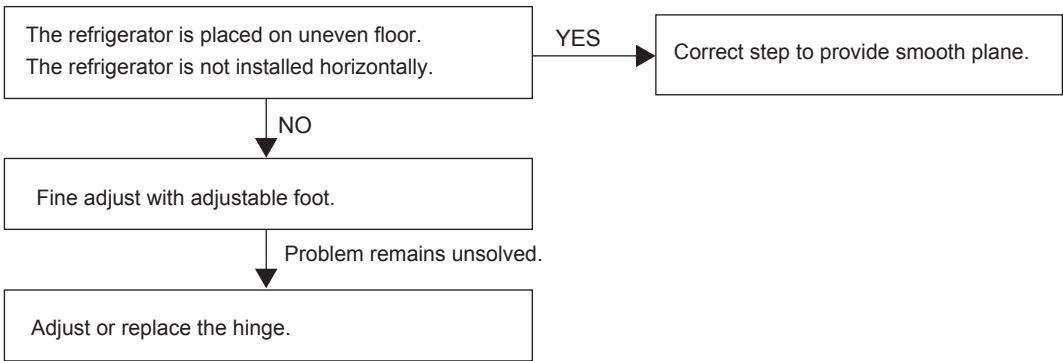 The refrigerator is placed on uneven floor.
The refrigerator is not installed horizontally.
YES
Correct step to provide smooth plane.
NO
Fine adjust with adjustable foot.
Problem remains unsolved.
Adjust or replace the hinge.